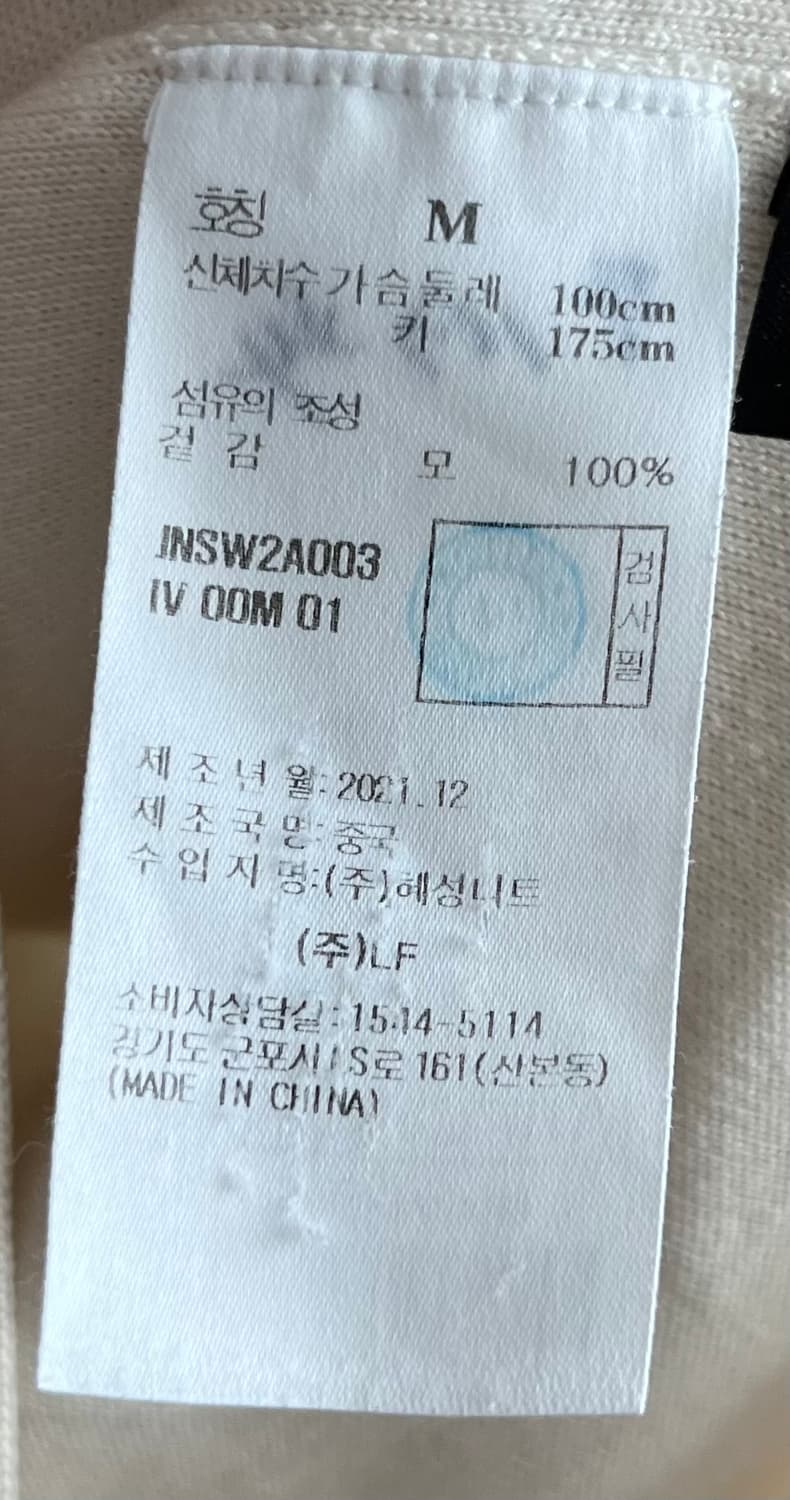 호칭 M
신체치수 가슴둘레 100cm
키 175cm
섬유의 조성
겉감 모 100%
JNSW2A003
IV 00M 01
검사필
제조년월: 2021.12
제조국명: 중국
수입자명:(주)혜성니트
(주)LF
소비자상담실:1544-5114
경기도 군포시 LS로 161(산본동)
(MADE IN CHINA)